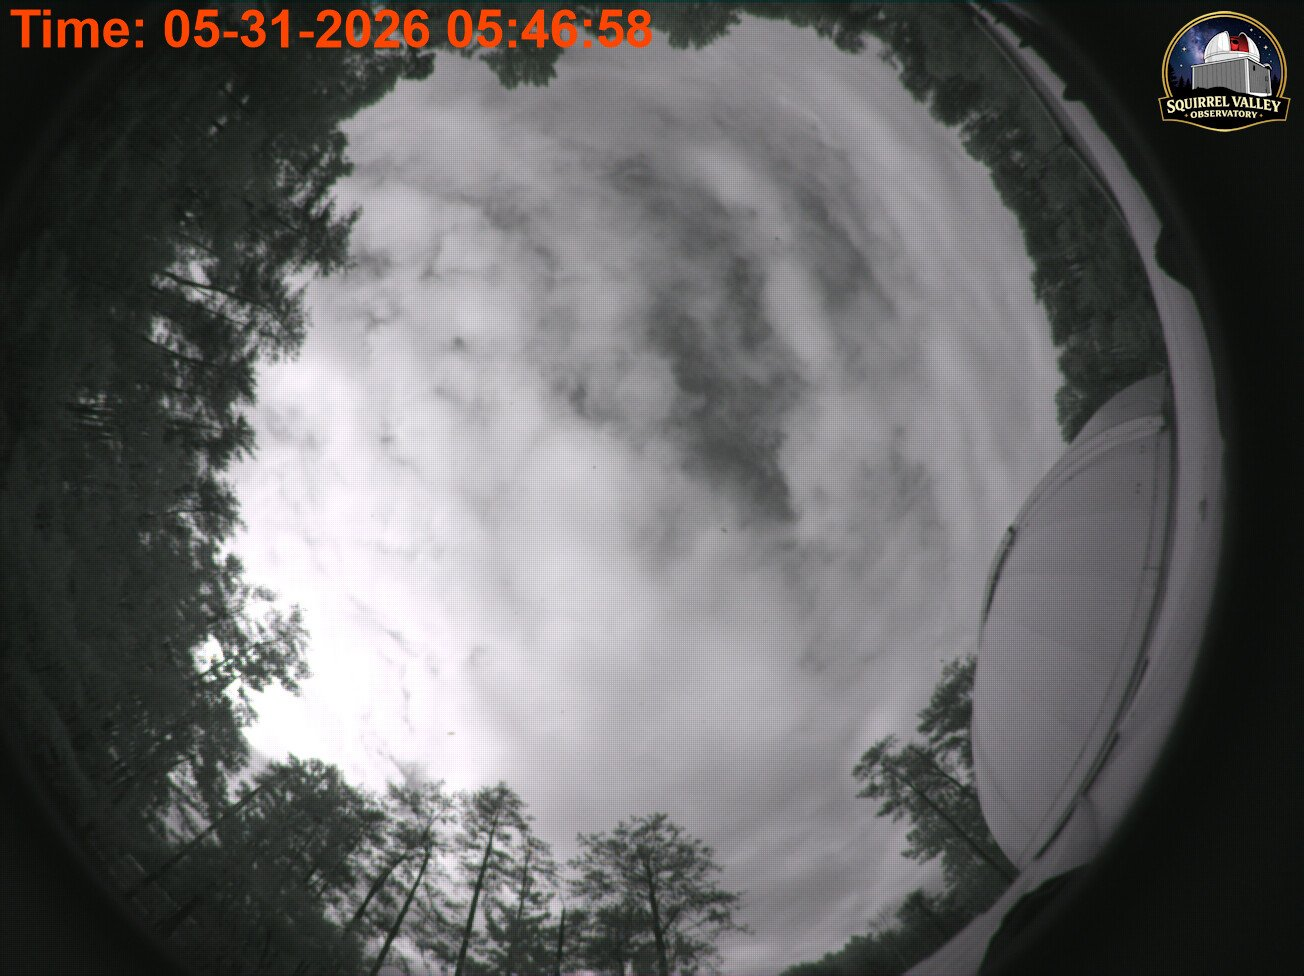 Time: 05-31-2026 05:46:58
SQUIRREL VALLEY
OBSERVATORY